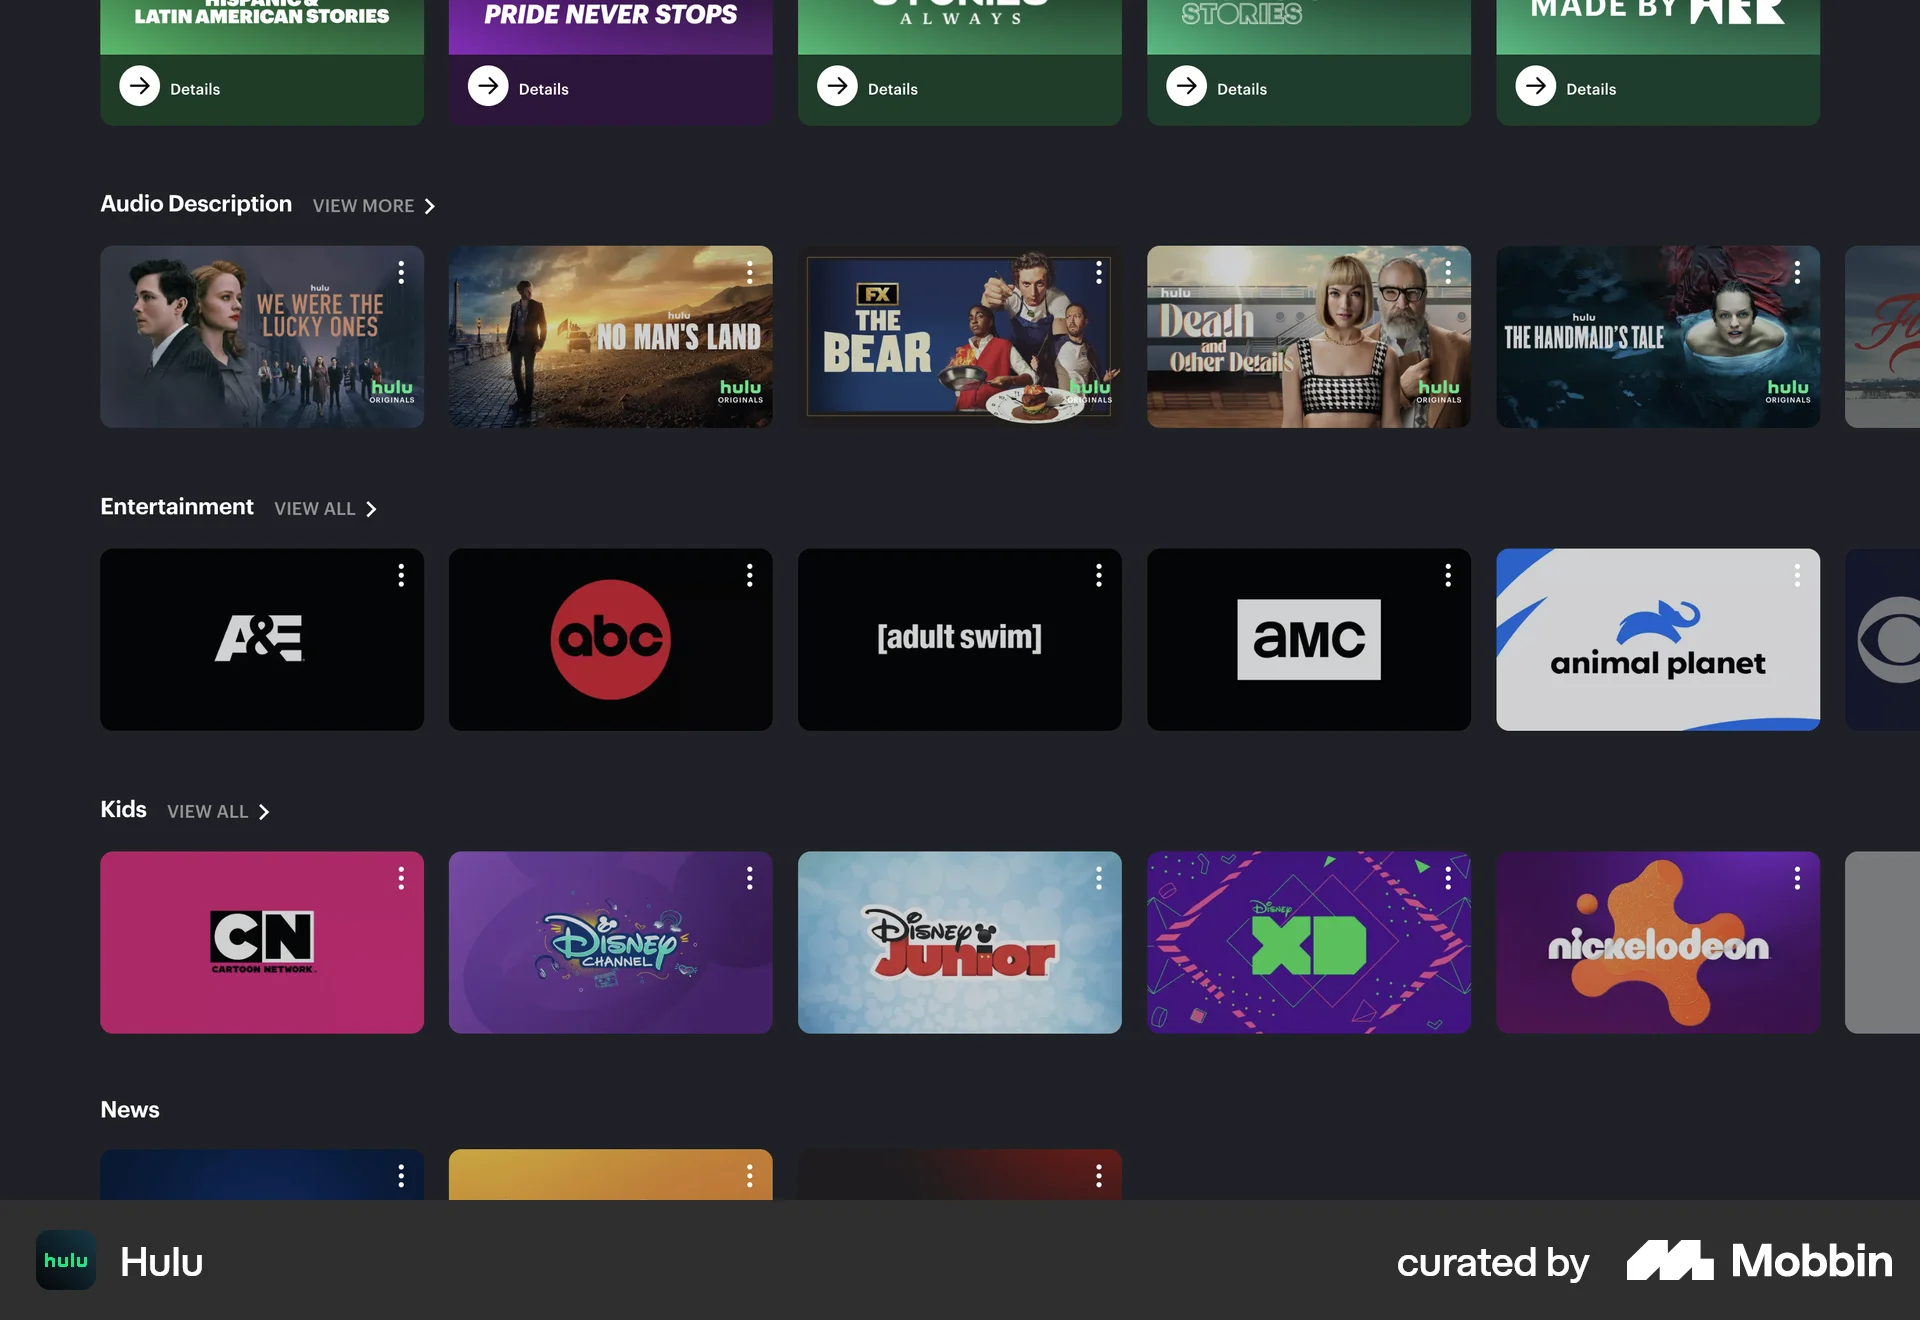 HISPANIC &
LATIN AMERICAN STORIES
PRIDE NEVER STOPS
STORIES
ALWAYS
STORIES
MADE BY HER
Details
Details
Details
Details
Details
Audio Description VIEW MORE
hulu
WE WERE THE
LUCKY ONES
hulu
ORIGINALS
hulu
NO MAN'S LAND
hulu
ORIGINALS
FX
THE
BEAR
hulu
ORIGINALS
hulu
Death
and
Other Details
hulu
ORIGINALS
hulu
THE HANDMAID'S TALE
hulu
ORIGINALS
Entertainment VIEW ALL
A&E
abc
[adult swim]
aMC
animal planet
Kids VIEW ALL
CN
CARTOON NETWORK
Disney
CHANNEL
Disney
Junior
Disney
XD
nickelodeon
News
hulu
Hulu
curated by Mobbin